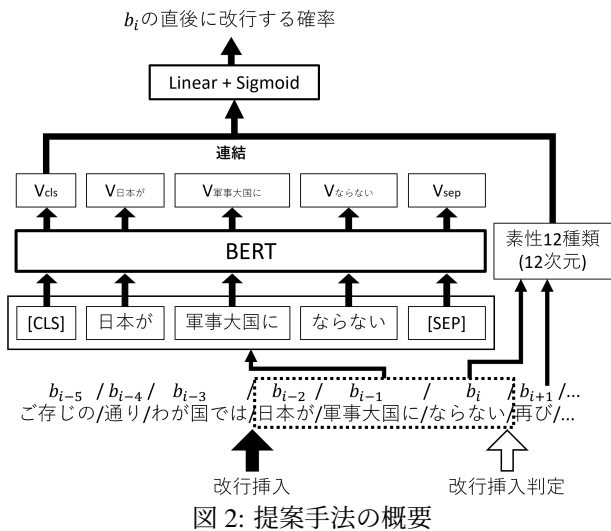 b_iの直後に改行する確率
Linear + Sigmoid
連結
Vcls V日本が V軍事大国に Vならない Vsep
BERT
素性12種類
(12次元)
[CLS] 日本が 軍事大国に ならない [SEP]
b_{i-5} / b_{i-4} / b_{i-3} / b_{i-2} / b_{i-1} / b_i / b_{i+1} /...
ご存じの/通り/わが国では/日本が/軍事大国に/ならない/再び/...
改行挿入 改行挿入判定
図 2: 提案手法の概要